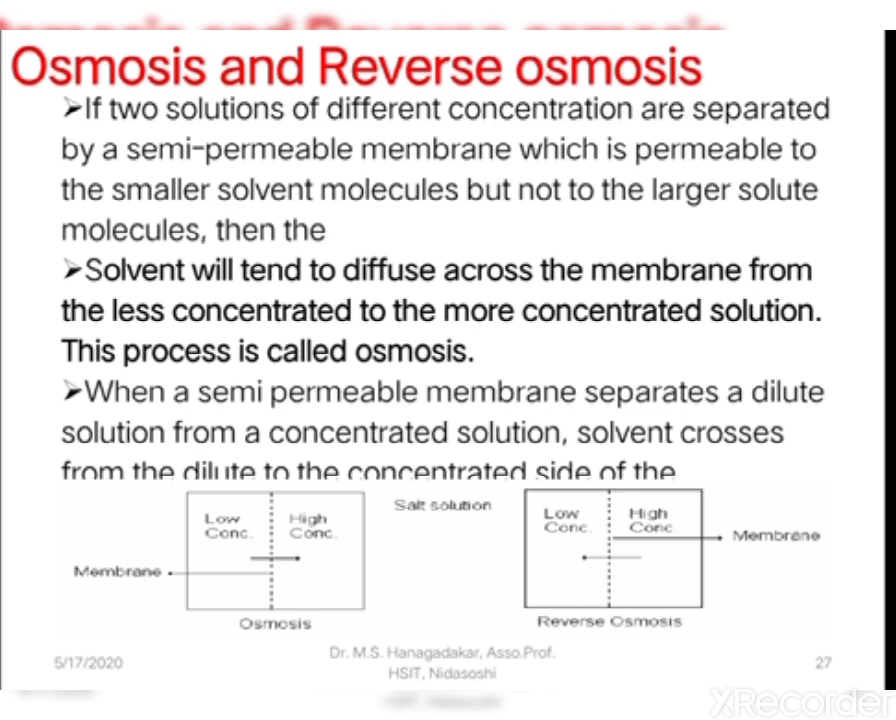 Osmosis and Reverse osmosis
➤If two solutions of different concentration are separated
by a semi-permeable membrane which is permeable to
the smaller solvent molecules but not to the larger solute
molecules, then the
➤Solvent will tend to diffuse across the membrane from
the less concentrated to the more concentrated solution.
This process is called osmosis.
➤When a semi permeable membrane separates a dilute
solution from a concentrated solution, solvent crosses
from the dilute to the concentrated side of the
Low
Conc.
High
Conc.
Membrane
Osmosis
Salt solution
Low
Conc.
High
Conc.
Membrane
Reverse Osmosis
5/17/2020
Dr. M.S. Hanagadakar, Asso.Prof.
HSIT, Nidasoshi
27
XRecorder